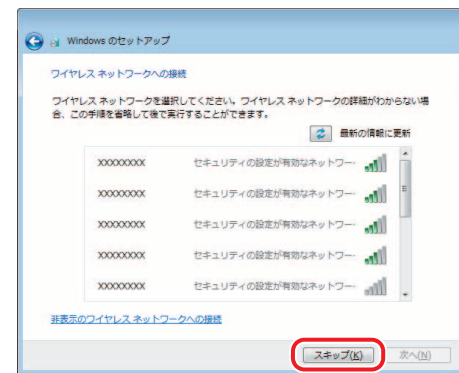 Windows のセットアップ
ワイヤレス ネットワークへの接続
ワイヤレス ネットワークを選択してください。ワイヤレス ネットワークの詳細がわからない場
合、この手順を省略して後で実行することができます。
最新の情報に更新
XXXXXXXX セキュリティの設定が有効なネットワー
XXXXXXXX セキュリティの設定が有効なネットワー
XXXXXXXX セキュリティの設定が有効なネットワー
XXXXXXXX セキュリティの設定が有効なネットワー
XXXXXXXX セキュリティの設定が有効なネットワー
非表示のワイヤレス ネットワークへの接続
スキップ(K) 次へ(N)